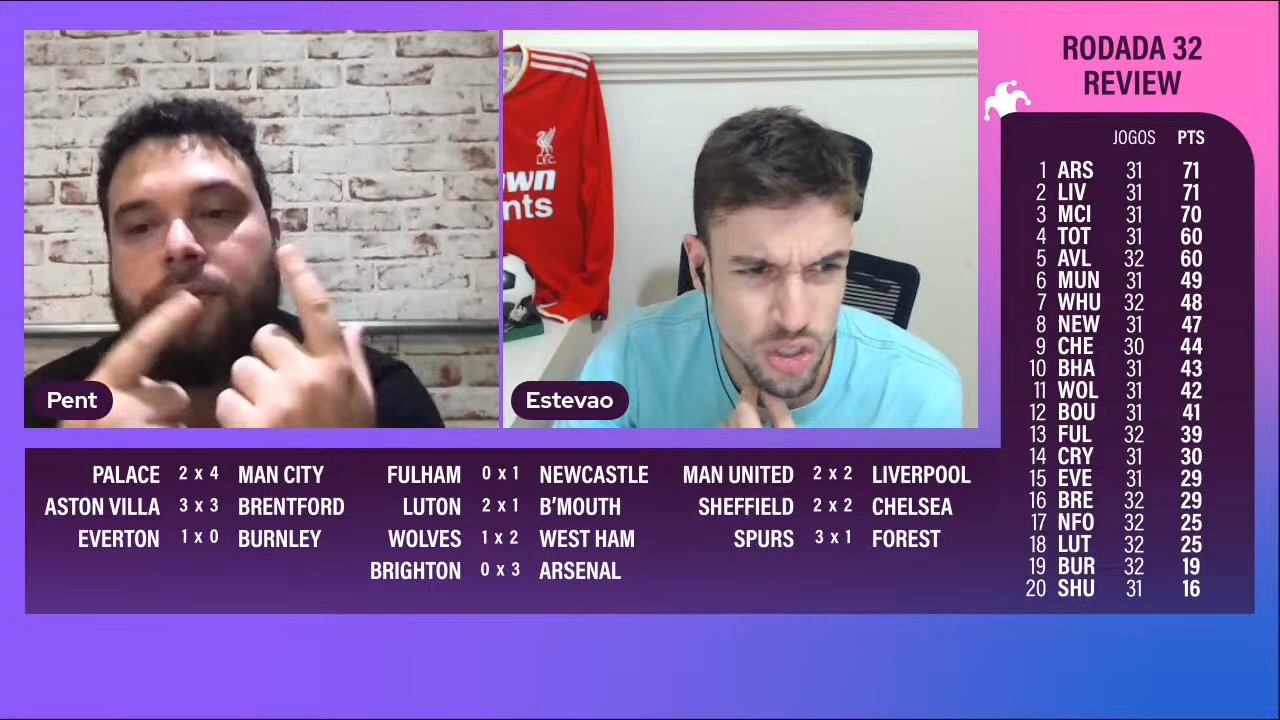 RODADA 32
REVIEW
L.F.C.
wn
nts
Pent
Estevao
JOGOS PTS
1 ARS 31 71
2 LIV 31 71
3 MCI 31 70
4 TOT 31 60
5 AVL 32 60
6 MUN 31 49
7 WHU 32 48
8 NEW 31 47
9 CHE 30 44
10 BHA 31 43
11 WOL 31 42
12 BOU 31 41
13 FUL 32 39
14 CRY 31 30
15 EVE 31 29
16 BRE 32 29
17 NFO 32 25
18 LUT 32 25
19 BUR 32 19
20 SHU 31 16
PALACE 2 x 4 MAN CITY FULHAM 0 x 1 NEWCASTLE MAN UNITED 2 x 2 LIVERPOOL
ASTON VILLA 3 x 3 BRENTFORD LUTON 2 x 1 B'MOUTH SHEFFIELD 2 x 2 CHELSEA
EVERTON 1 x 0 BURNLEY WOLVES 1 x 2 WEST HAM SPURS 3 x 1 FOREST
BRIGHTON 0 x 3 ARSENAL